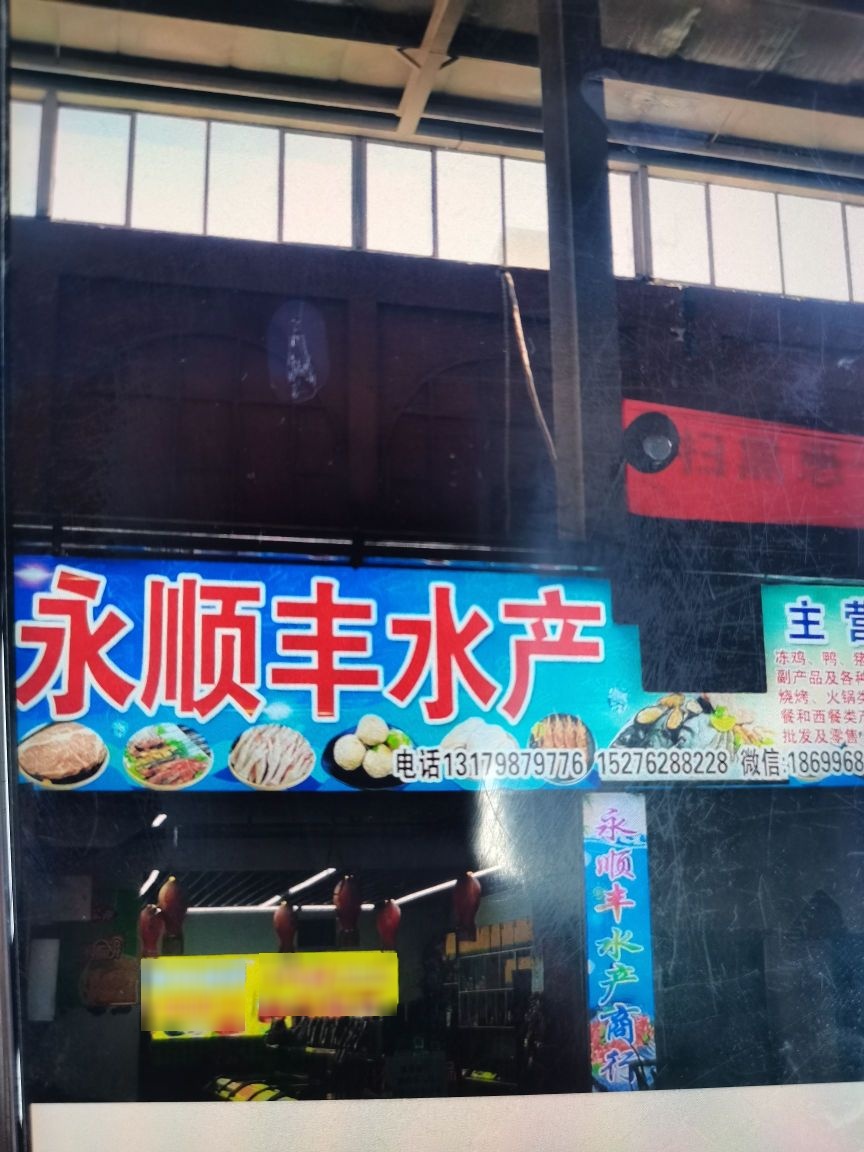 永顺丰水产
电话13179879776 15276288228 微信:1869968
主营
冻鸡、鸭、猪
副产品及各种
烧烤、火锅类
餐和西餐类产
批发及零售
永顺丰水产商行